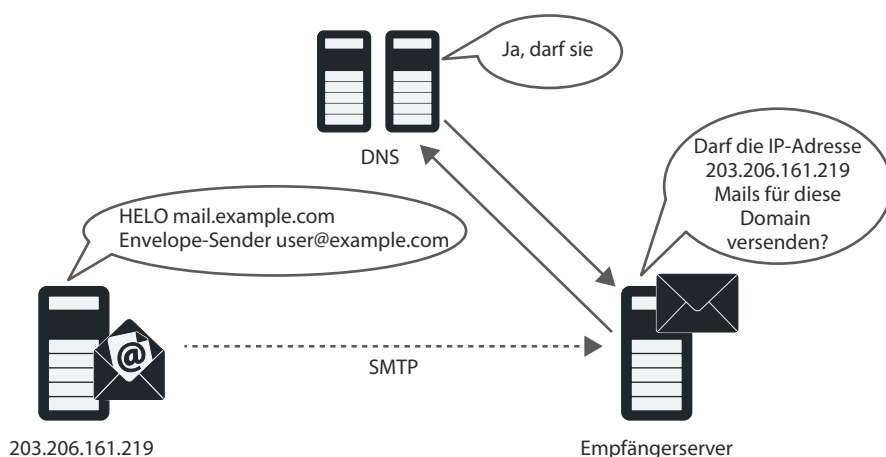 Ja, darf sie
DNS
Darf die IP-Adresse
203.206.161.219
Mails für diese
Domain
versenden?
HELO mail.example.com
Envelope-Sender user@example.com
@
SMTP
203.206.161.219
Empfängerserver